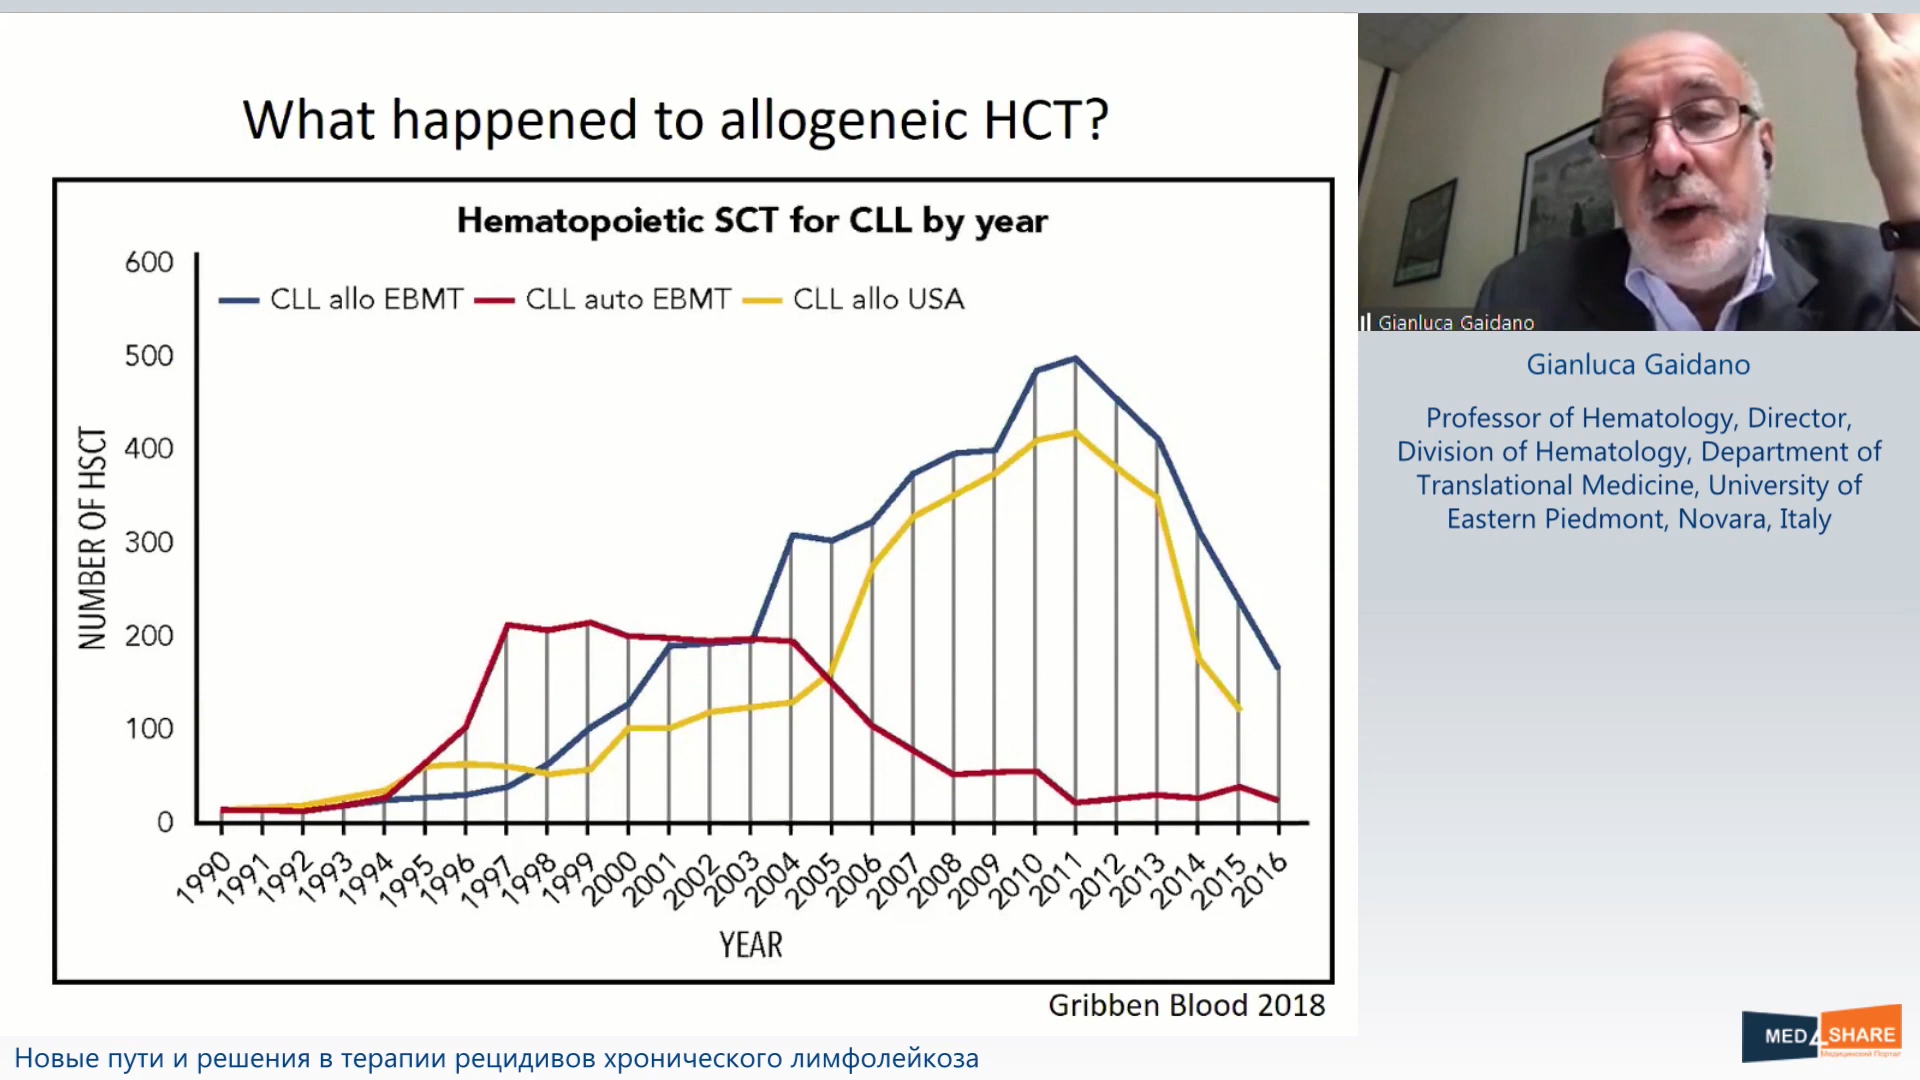 What happened to allogeneic HCT?
Hematopoietic SCT for CLL by year
CLL allo EBMT CLL auto EBMT CLL allo USA
600
500
400
300
200
100
0
NUMBER OF HSCT
1990 1991 1992 1993 1994 1995 1996 1997 1998 1999 2000 2001 2002 2003 2004 2005 2006 2007 2008 2009 2010 2011 2012 2013 2014 2015 2016
YEAR
Gribben Blood 2018
Gianluca Gaidano
Gianluca Gaidano
Professor of Hematology, Director,
Division of Hematology, Department of
Translational Medicine, University of
Eastern Piedmont, Novara, Italy
MED4SHARE
Медицинский Портал
Новые пути и решения в терапии рецидивов хронического лимфолейкоза